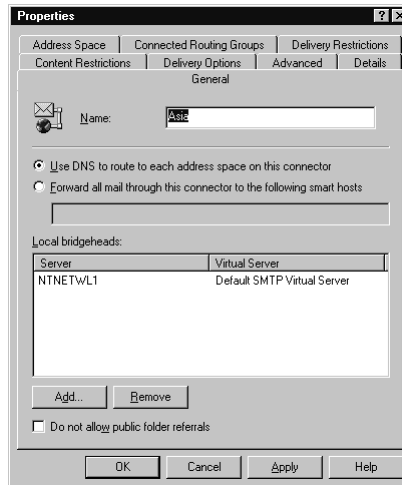 Properties
Address Space Connected Routing Groups Delivery Restrictions
Content Restrictions Delivery Options Advanced Details
General
Name: Asia
Use DNS to route to each address space on this connector
Forward all mail through this connector to the following smart hosts
Local bridgeheads:
Server Virtual Server
NTNETWL1 Default SMTP Virtual Server
Add... Remove
Do not allow public folder referrals
OK Cancel Apply Help